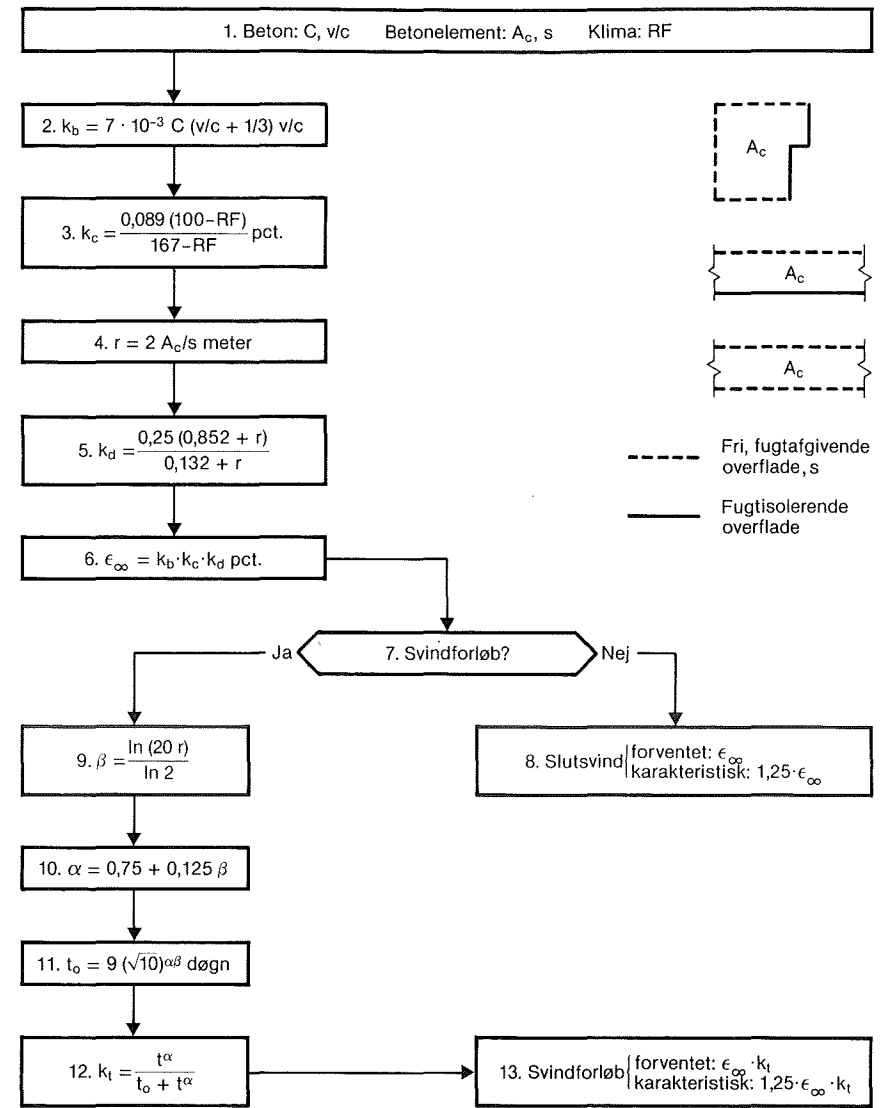 1. Beton: C, v/c Betonelement: A_c, s Klima: RF
2. k_b = 7 · 10⁻³ C (v/c + 1/3) v/c
3. k_c = 0,089 (100–RF) / 167–RF pct.
4. r = 2 A_c/s meter
5. k_d = 0,25 (0,852 + r) / 0,132 + r
6. ϵ_∞ = k_b·k_c·k_d pct.
A_c
A_c
A_c
Fri, fugtafgivende
overflade, s
Fugtisolerende
overflade
Ja
7. Svindforløb?
Nej
8. Slutsvind forventet: ϵ_∞
karakteristisk: 1,25·ϵ_∞
9. β = ln (20 r) / ln 2
10. α = 0,75 + 0,125 β
11. t_o = 9 (√10)^αβ døgn
12. k_t = t^α / t_o + t^α
13. Svindforløb forventet: ϵ_∞·k_t
karakteristisk: 1,25·ϵ_∞·k_t